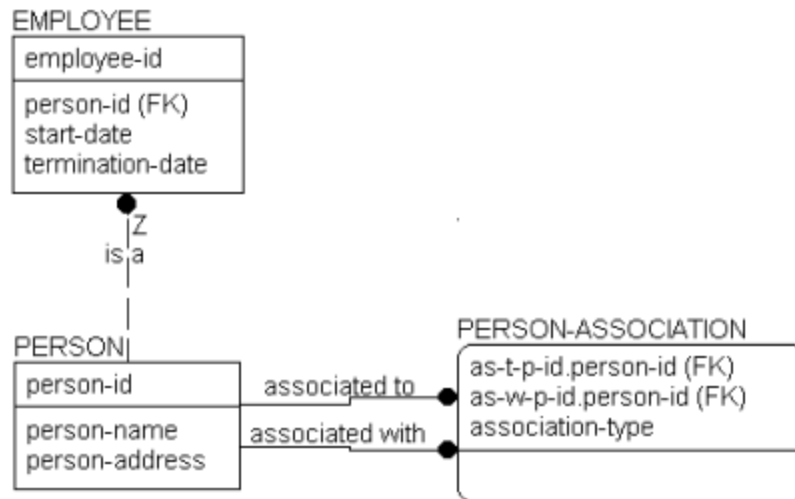 EMPLOYEE
employee-id
person-id (FK)
start-date
termination-date
Z
is a
PERSON
person-id
person-name
person-address
associated to
associated with
PERSON-ASSOCIATION
as-t-p-id.person-id (FK)
as-w-p-id.person-id (FK)
association-type